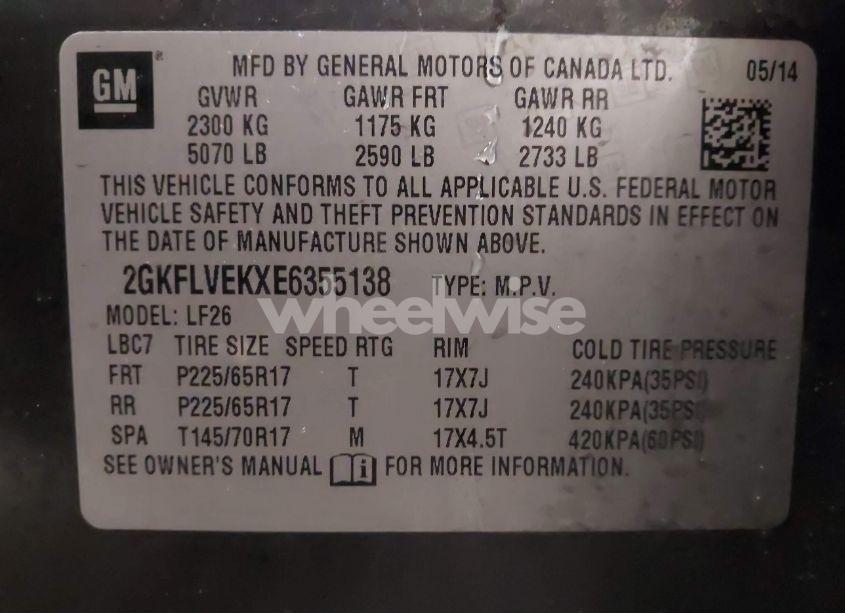 GM
MFD BY GENERAL MOTORS OF CANADA LTD. 05/14
GVWR GAWR FRT GAWR RR
2300 KG 1175 KG 1240 KG
5070 LB 2590 LB 2733 LB
THIS VEHICLE CONFORMS TO ALL APPLICABLE U.S. FEDERAL MOTOR
VEHICLE SAFETY AND THEFT PREVENTION STANDARDS IN EFFECT ON
THE DATE OF MANUFACTURE SHOWN ABOVE.
2GKFLVEKXE6355138 TYPE: M.P.V.
wheelwise
MODEL: LF26
LBC7 TIRE SIZE SPEED RTG RIM COLD TIRE PRESSURE
FRT P225/65R17 T 17X7J 240KPA(35PSI)
RR P225/65R17 T 17X7J 240KPA(35PSI)
SPA T145/70R17 M 17X4.5T 420KPA(60PSI)
SEE OWNER'S MANUAL i FOR MORE INFORMATION.